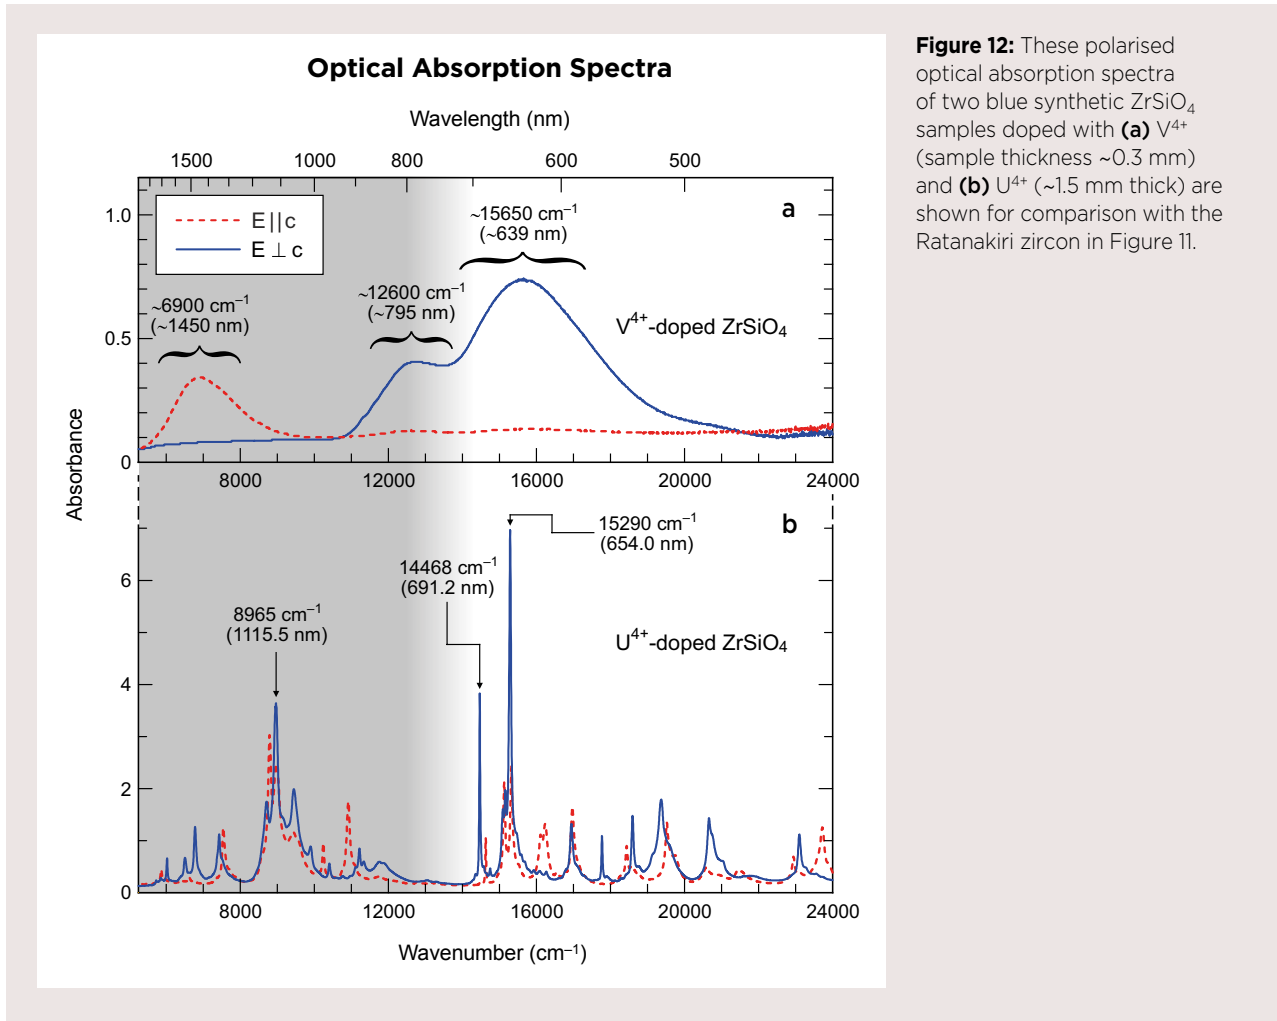 Optical Absorption Spectra
Wavelength (nm)
1500 1000 800 600 500
E||c
E ⊥ c
a
~15650 cm⁻¹
(~639 nm)
~12600 cm⁻¹
(~795 nm)
~6900 cm⁻¹
(~1450 nm)
V⁴⁺-doped ZrSiO₄
1.0
0.5
0
8000 12000 16000 20000 24000
Absorbance
b
15290 cm⁻¹
(654.0 nm)
14468 cm⁻¹
(691.2 nm)
8965 cm⁻¹
(1115.5 nm)
U⁴⁺-doped ZrSiO₄
6
4
2
0
8000 12000 16000 20000 24000
Wavenumber (cm⁻¹)
Figure 12: These polarised
optical absorption spectra
of two blue synthetic ZrSiO₄
samples doped with (a) V⁴⁺
(sample thickness ~0.3 mm)
and (b) U⁴⁺ (~1.5 mm thick) are
shown for comparison with the
Ratanakiri zircon in Figure 11.